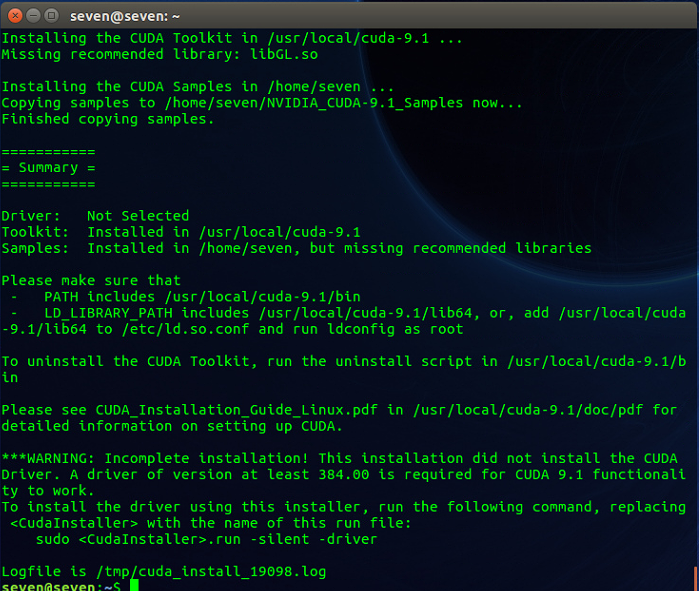 seven@seven: ~
Installing the CUDA Toolkit in /usr/local/cuda-9.1 ...
Missing recommended library: libGL.so
Installing the CUDA Samples in /home/seven ...
Copying samples to /home/seven/NVIDIA_CUDA-9.1_Samples now...
Finished copying samples.
===========
= Summary =
===========
Driver:   Not Selected
Toolkit:  Installed in /usr/local/cuda-9.1
Samples:  Installed in /home/seven, but missing recommended libraries
Please make sure that
 -   PATH includes /usr/local/cuda-9.1/bin
 -   LD_LIBRARY_PATH includes /usr/local/cuda-9.1/lib64, or, add /usr/local/cuda
-9.1/lib64 to /etc/ld.so.conf and run ldconfig as root
To uninstall the CUDA Toolkit, run the uninstall script in /usr/local/cuda-9.1/b
in
Please see CUDA_Installation_Guide_Linux.pdf in /usr/local/cuda-9.1/doc/pdf for
detailed information on setting up CUDA.
***WARNING: Incomplete installation! This installation did not install the CUDA
Driver. A driver of version at least 384.00 is required for CUDA 9.1 functionali
ty to work.
To install the driver using this installer, run the following command, replacing
 <CudaInstaller> with the name of this run file:
    sudo <CudaInstaller>.run -silent -driver
Logfile is /tmp/cuda_install_19098.log
seven@seven:~$